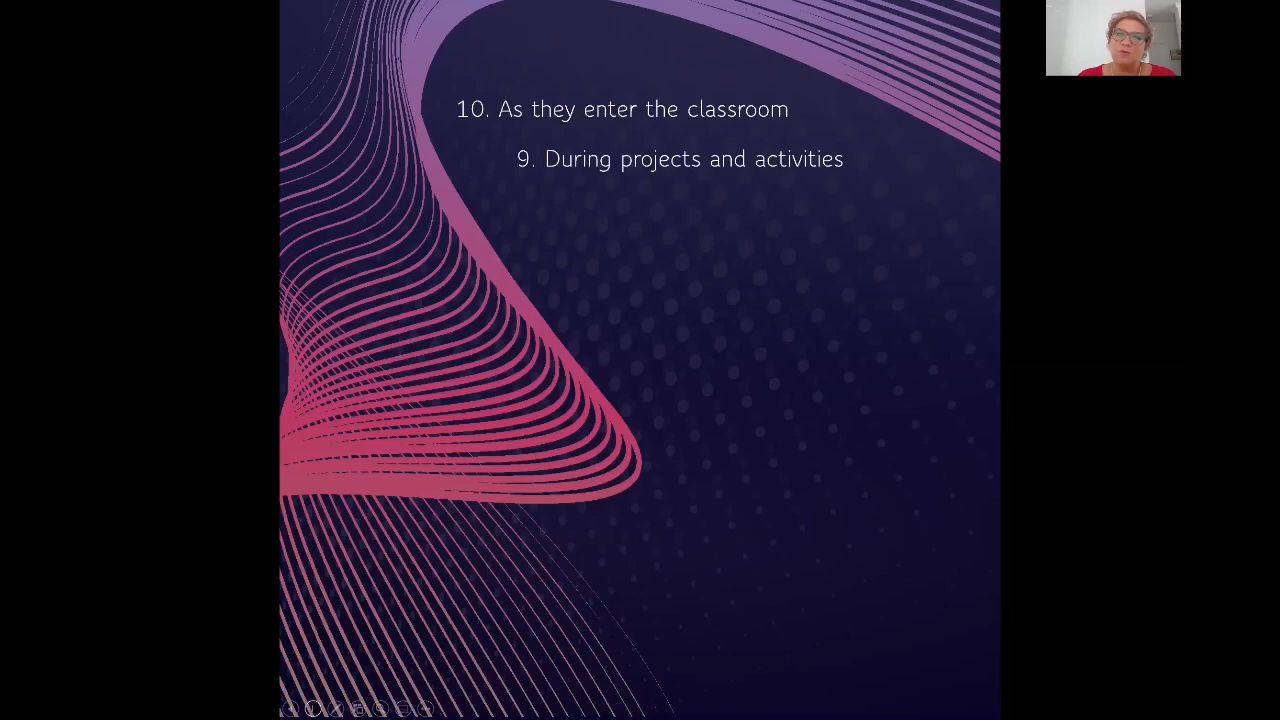 10. As they enter the classroom
9. During projects and activities